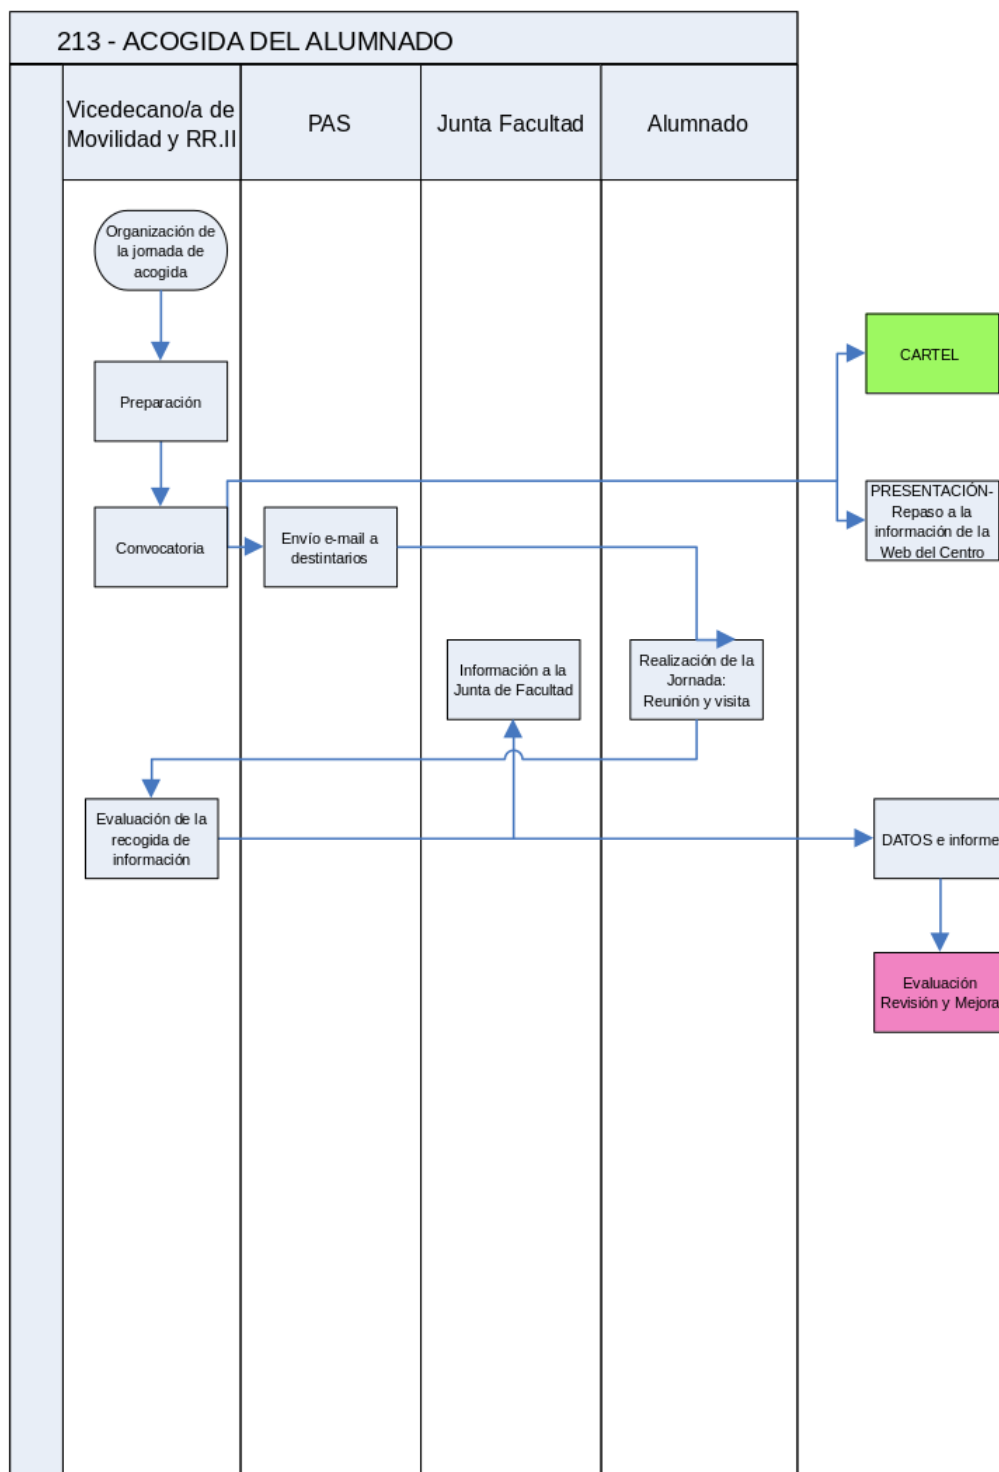 213 - ACOGIDA DEL ALUMNADO
Vicedecano/a de
Movilidad y RR.II
PAS
Junta Facultad
Alumnado
Organización de
la jornada de
acogida
Preparación
CARTEL
Convocatoria
Envío e-mail a
destintarios
PRESENTACIÓN-
Repaso a la
información de la
Web del Centro
Información a la
Junta de Facultad
Realización de la
Jornada:
Reunión y visita
Evaluación de la
recogida de
información
DATOS e informe
Evaluación
Revisión y Mejora